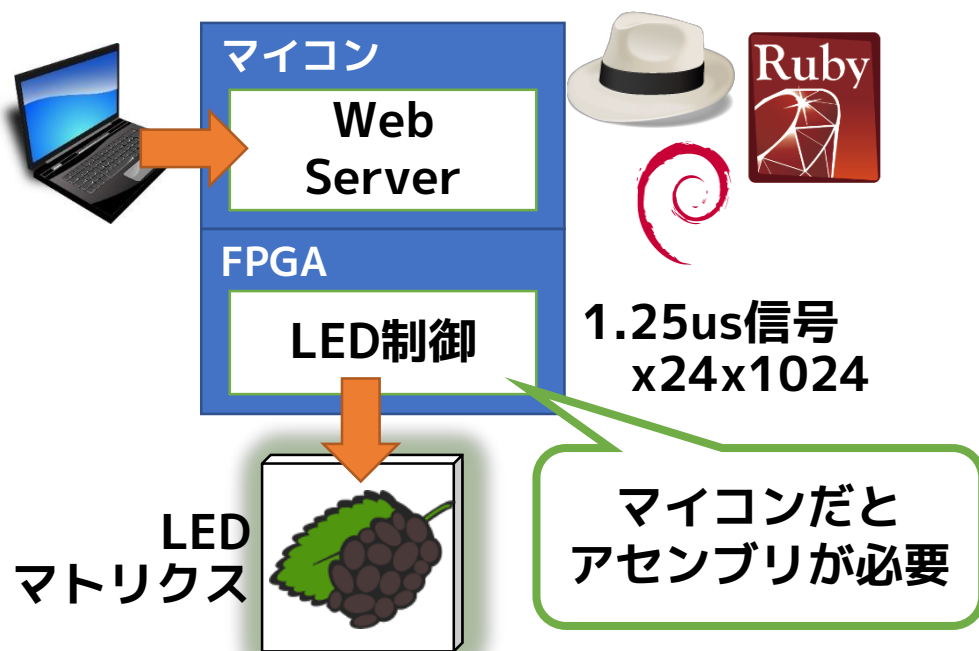 マイコン
Web
Server
Ruby
FPGA
LED制御
1.25us信号
x24x1024
LED
マトリクス
マイコンだと
アセンブリが必要